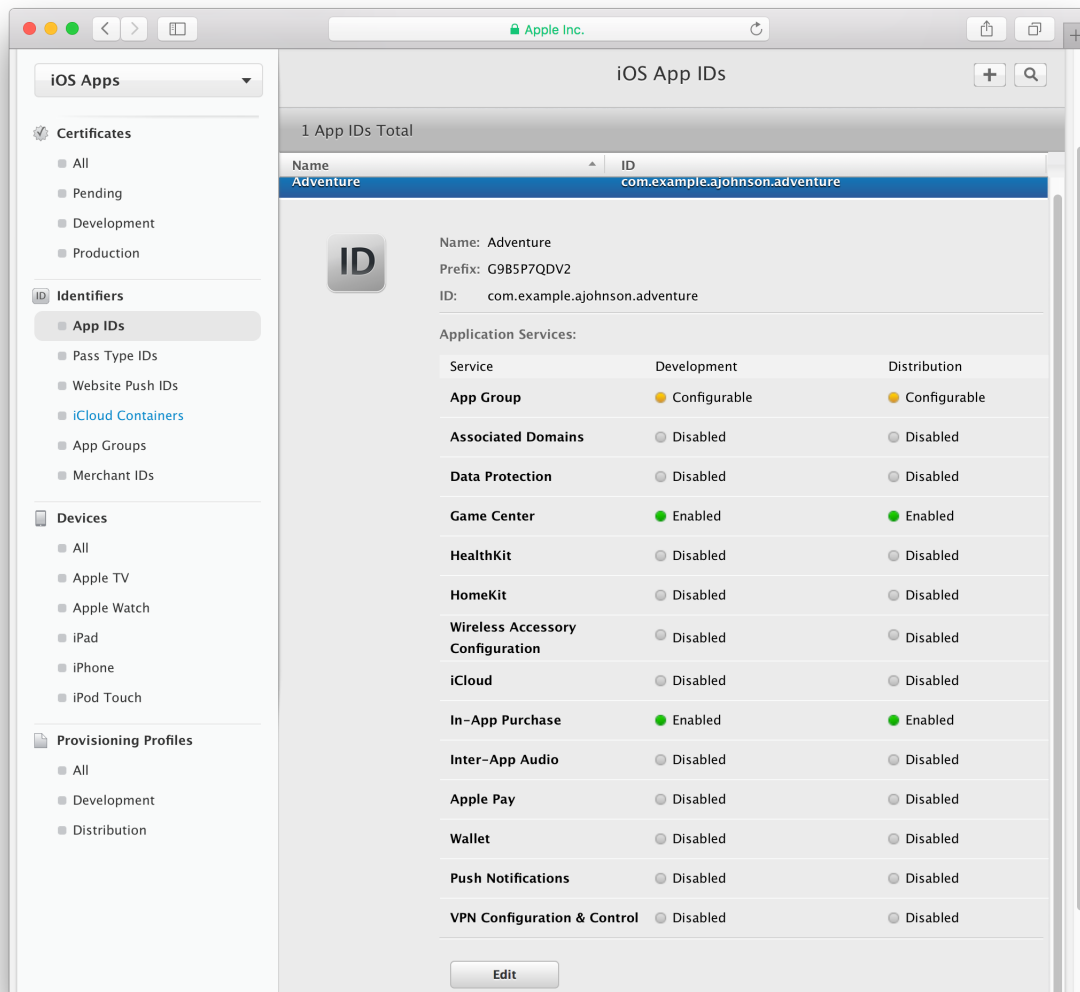 Apple Inc.
iOS Apps
Certificates
All
Pending
Development
Production
ID Identifiers
App IDs
Pass Type IDs
Website Push IDs
iCloud Containers
App Groups
Merchant IDs
Devices
All
Apple TV
Apple Watch
iPad
iPhone
iPod Touch
Provisioning Profiles
All
Development
Distribution
iOS App IDs
1 App IDs Total
Name ID
Adventure com.example.ajohnson.adventure
ID
Name: Adventure
Prefix: G9B5P7QDV2
ID: com.example.ajohnson.adventure
Application Services:
Service Development Distribution
App Group Configurable Configurable
Associated Domains Disabled Disabled
Data Protection Disabled Disabled
Game Center Enabled Enabled
HealthKit Disabled Disabled
HomeKit Disabled Disabled
Wireless Accessory
Configuration Disabled Disabled
iCloud Disabled Disabled
In-App Purchase Enabled Enabled
Inter-App Audio Disabled Disabled
Apple Pay Disabled Disabled
Wallet Disabled Disabled
Push Notifications Disabled Disabled
VPN Configuration & Control Disabled Disabled
Edit